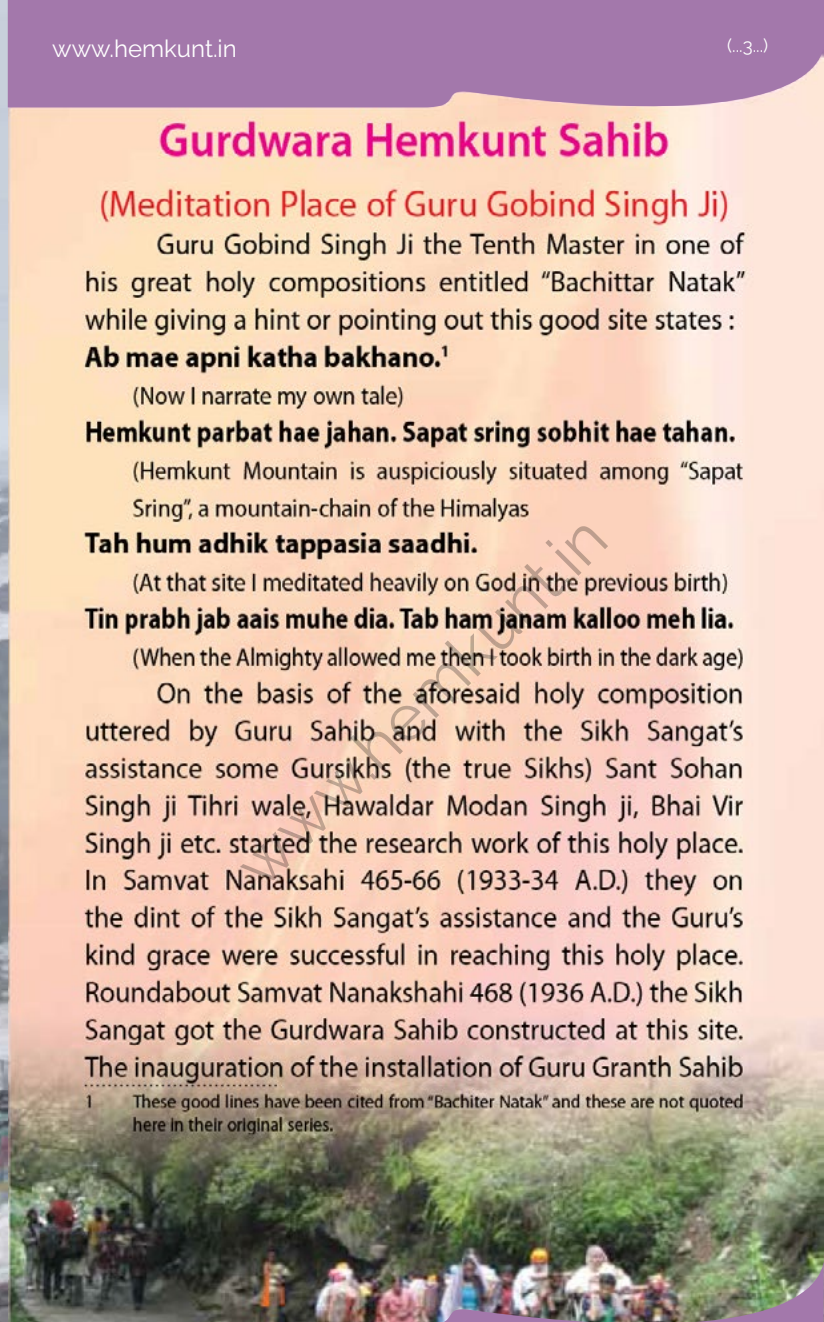 www.hemkunt.in
(...3...)
Gurdwara Hemkunt Sahib
(Meditation Place of Guru Gobind Singh Ji)
Guru Gobind Singh Ji the Tenth Master in one of
his great holy compositions entitled “Bachittar Natak”
while giving a hint or pointing out this good site states :
Ab mae apni katha bakhano.¹
(Now I narrate my own tale)
Hemkunt parbat hae jahan. Sapat sring sobhit hae tahan.
(Hemkunt Mountain is auspiciously situated among “Sapat
Sring”, a mountain-chain of the Himalyas
Tah hum adhik tappasia saadhi.
(At that site I meditated heavily on God in the previous birth)
Tin prabh jab aais muhe dia. Tab ham janam kalloo meh lia.
(When the Almighty allowed me then I took birth in the dark age)
On the basis of the aforesaid holy composition
uttered by Guru Sahib and with the Sikh Sangat’s
assistance some Gursikhs (the true Sikhs) Sant Sohan
Singh ji Tihri wale, Hawaldar Modan Singh ji, Bhai Vir
Singh ji etc. started the research work of this holy place.
In Samvat Nanaksahi 465-66 (1933-34 A.D.) they on
the dint of the Sikh Sangat’s assistance and the Guru’s
kind grace were successful in reaching this holy place.
Roundabout Samvat Nanakshahi 468 (1936 A.D.) the Sikh
Sangat got the Gurdwara Sahib constructed at this site.
The inauguration of the installation of Guru Granth Sahib
1 These good lines have been cited from “Bachiter Natak” and these are not quoted
here in their original series.
www.hemkunt.in